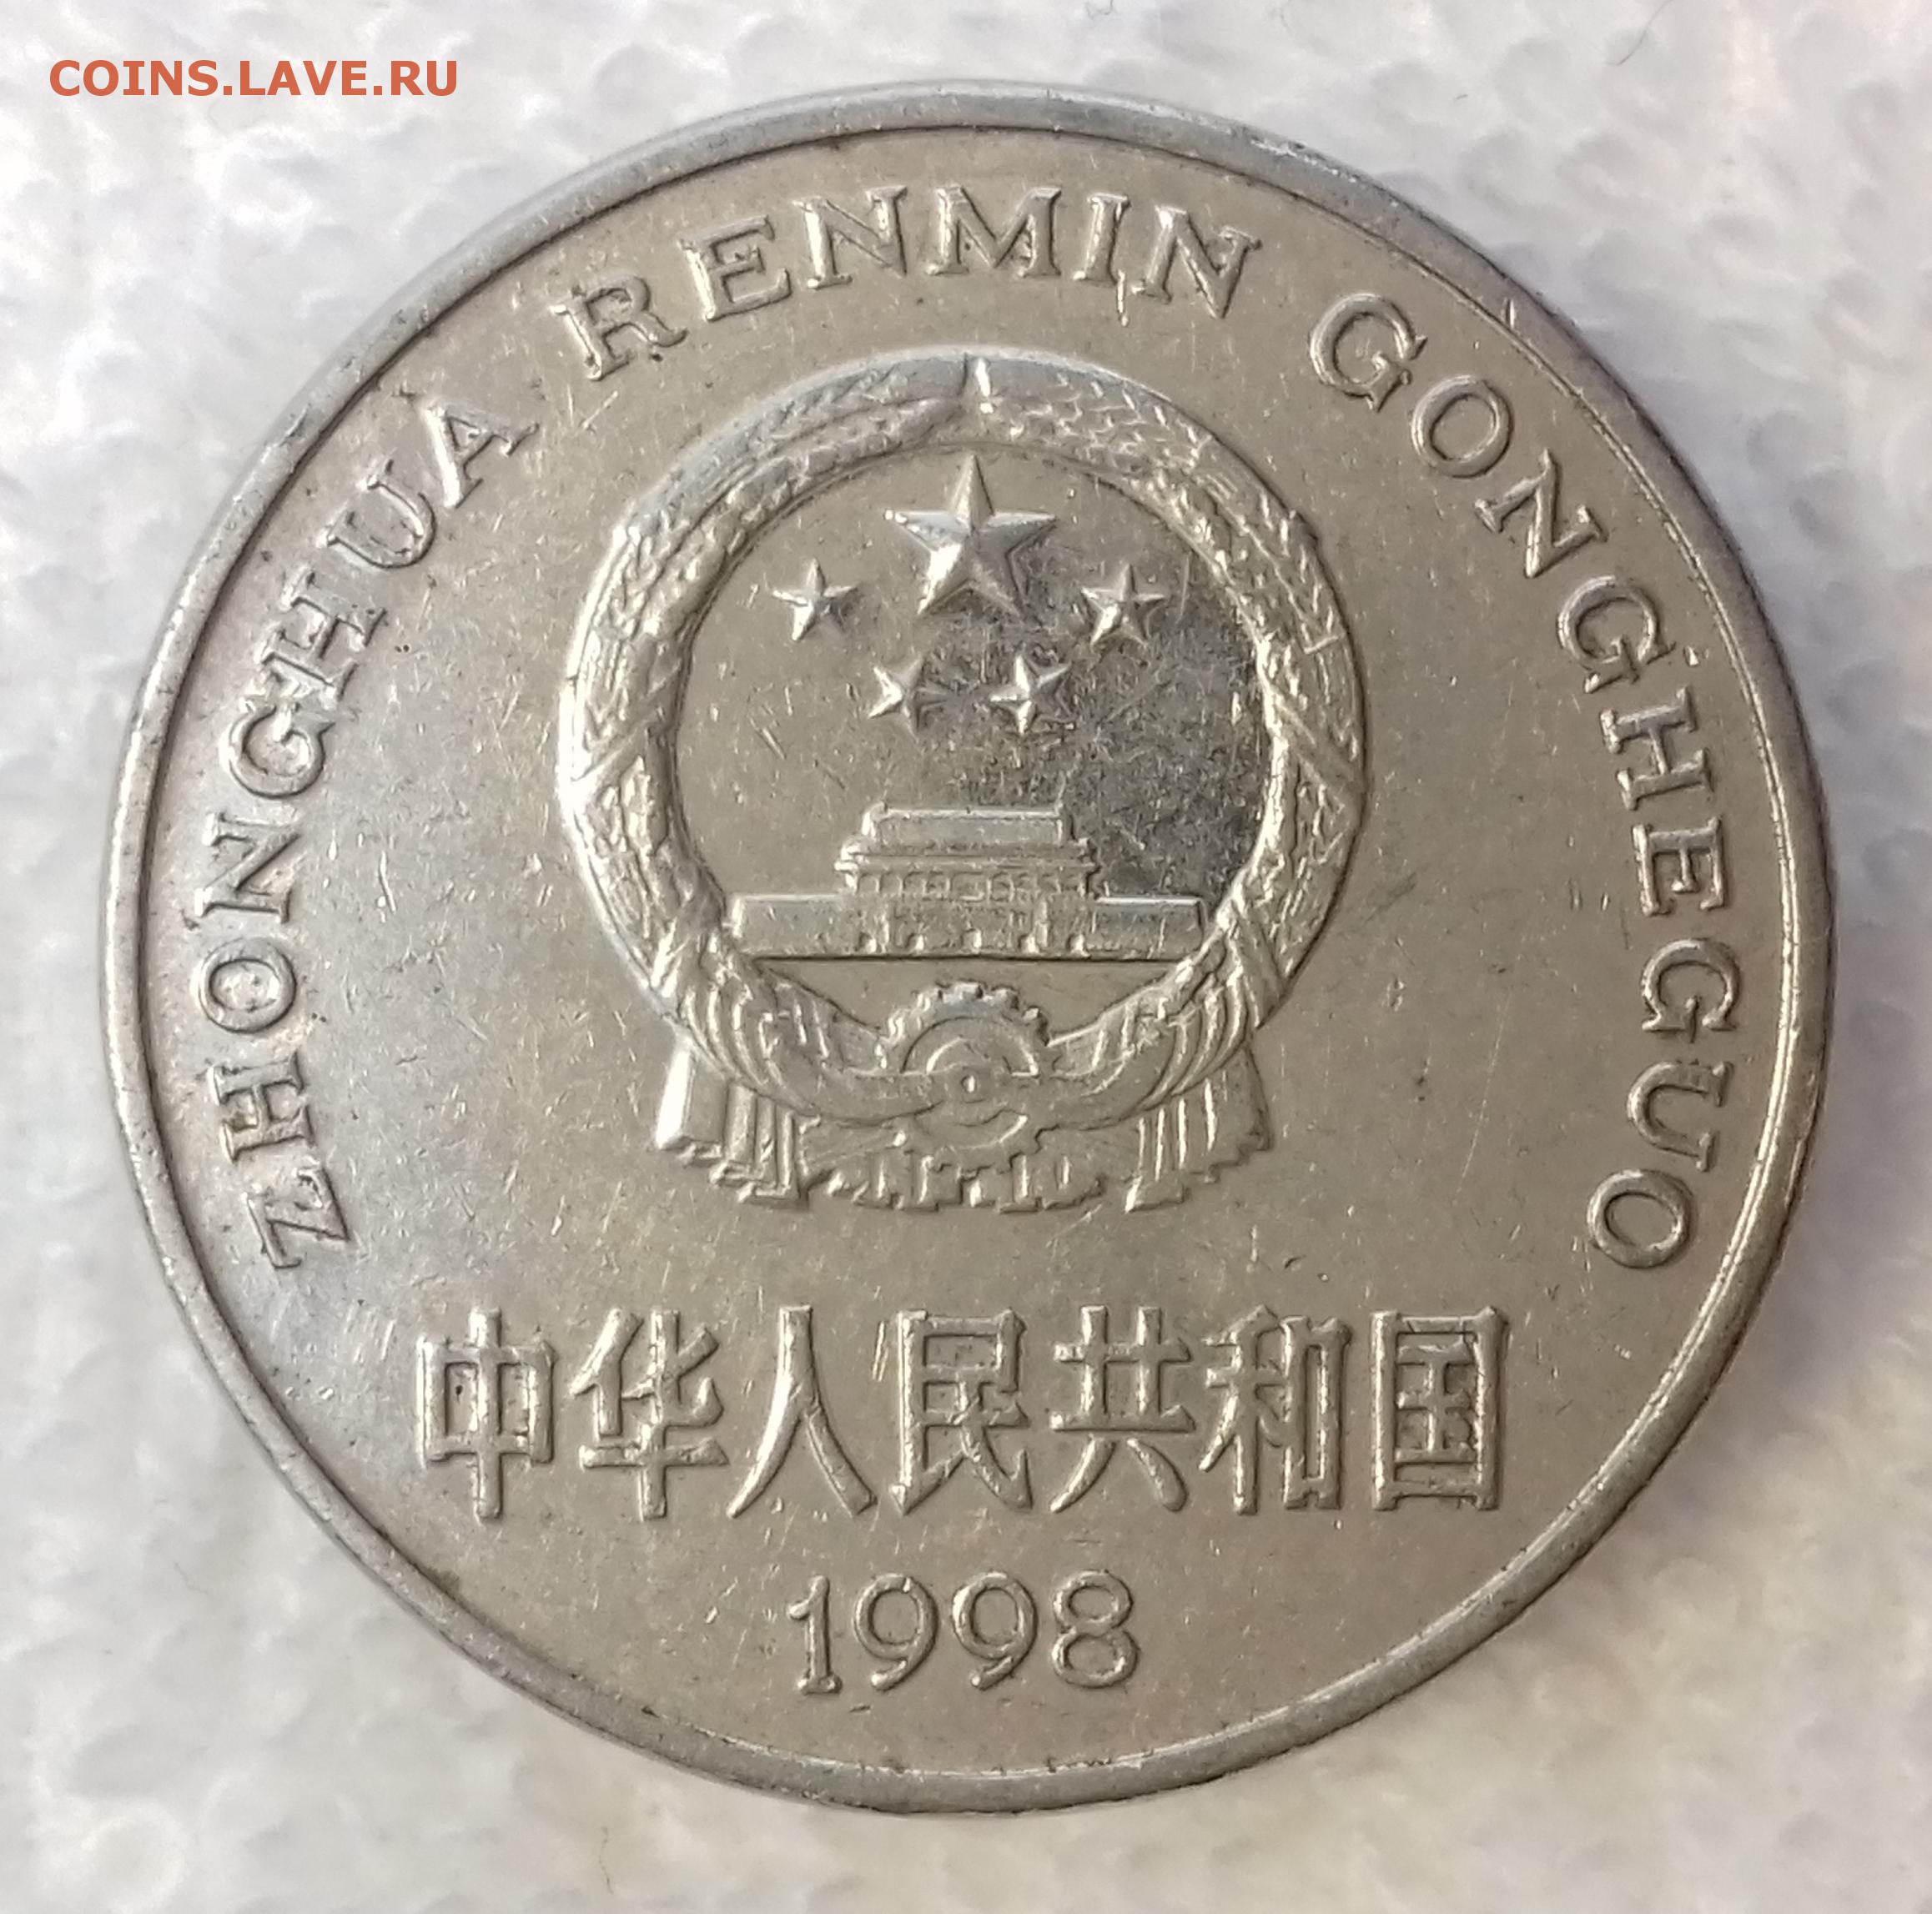 COINS.LAVE.RU
ZHONGHUA RENMIN GONGHEGUO
中华人民共和国
1998